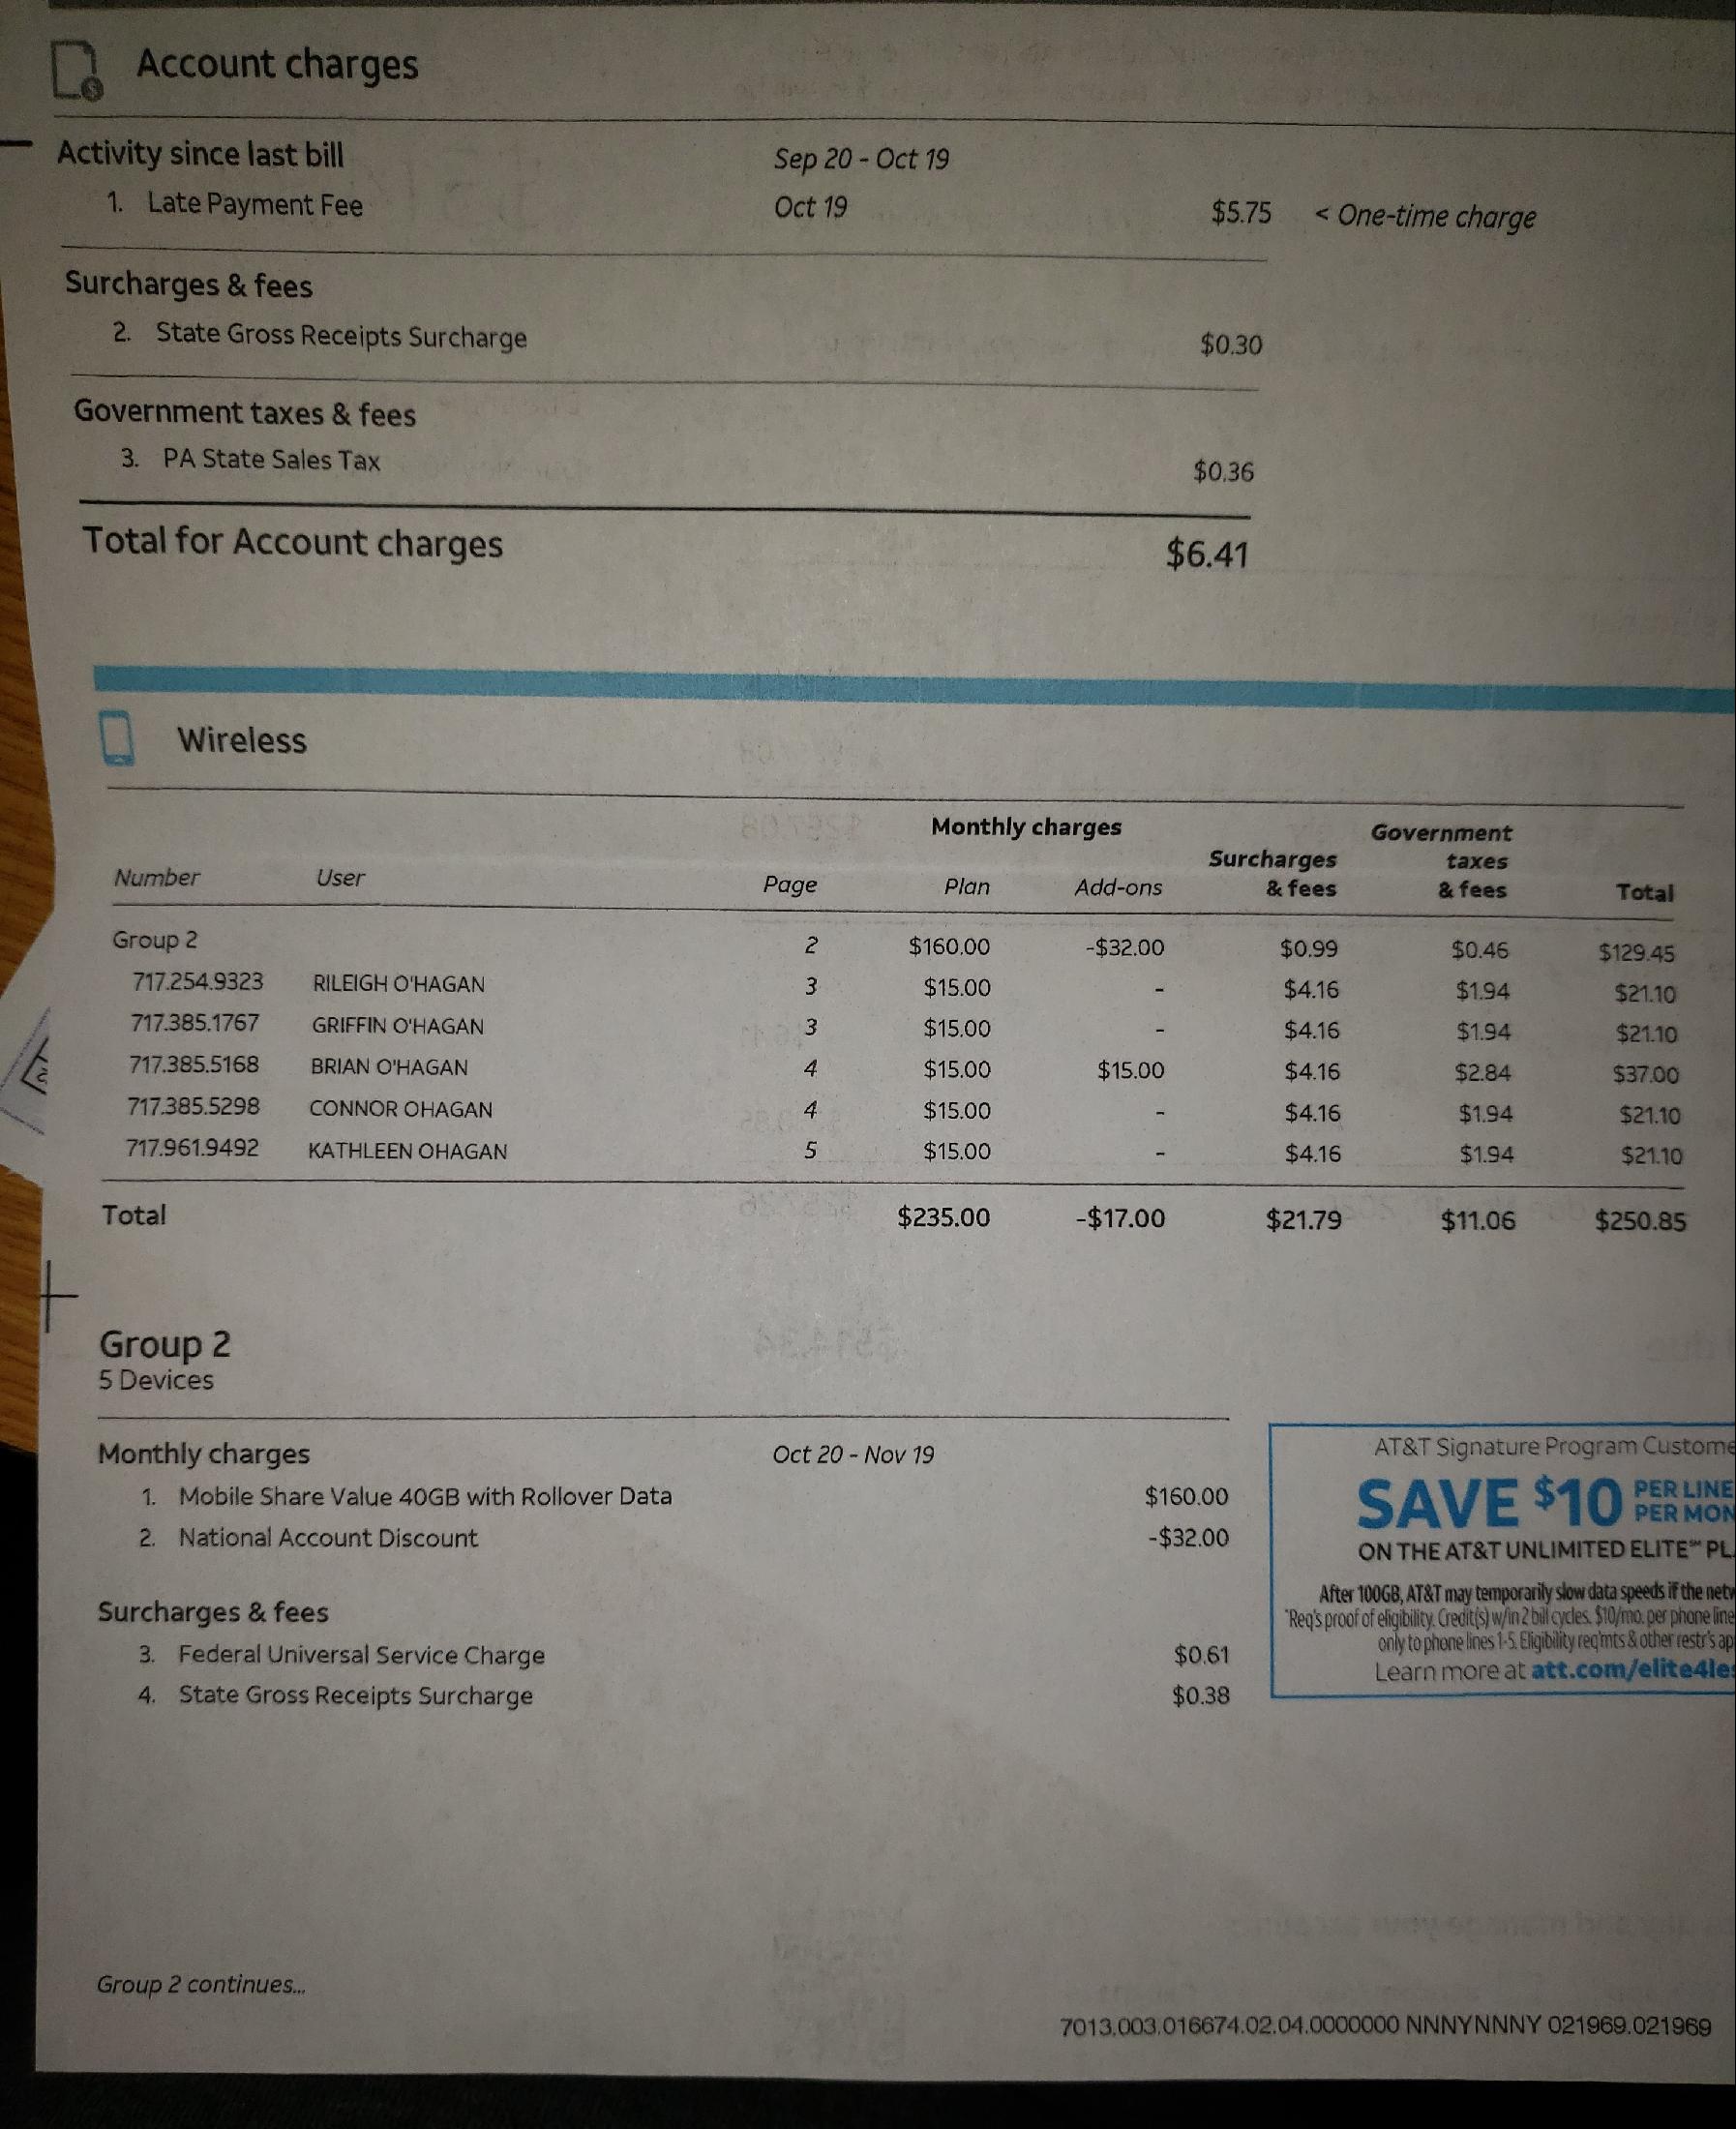 Account charges
Activity since last bill Sep 20 - Oct 19
1. Late Payment Fee Oct 19 $5.75 < One-time charge
Surcharges & fees
2. State Gross Receipts Surcharge $0.30
Government taxes & fees
3. PA State Sales Tax $0.36
Total for Account charges $6.41
Wireless
Monthly charges Government
Surcharges taxes
Number User Page Plan Add-ons & fees & fees Total
Group 2 2 $160.00 -$32.00 $0.99 $0.46 $129.45
717.254.9323 RILEIGH O'HAGAN 3 $15.00 - $4.16 $1.94 $21.10
717.385.1767 GRIFFIN O'HAGAN 3 $15.00 - $4.16 $1.94 $21.10
717.385.5168 BRIAN O'HAGAN 4 $15.00 $15.00 $4.16 $2.84 $37.00
717.385.5298 CONNOR OHAGAN 4 $15.00 - $4.16 $1.94 $21.10
717.961.9492 KATHLEEN OHAGAN 5 $15.00 - $4.16 $1.94 $21.10
Total $235.00 -$17.00 $21.79 $11.06 $250.85
Group 2
5 Devices
Monthly charges Oct 20 - Nov 19
1. Mobile Share Value 40GB with Rollover Data $160.00
2. National Account Discount -$32.00
Surcharges & fees
3. Federal Universal Service Charge $0.61
4. State Gross Receipts Surcharge $0.38
AT&T Signature Program Custome
SAVE $10 PER LINE
PER MON
ON THE AT&T UNLIMITED ELITE℠ PL
After 100GB, AT&T may temporarily slow data speeds if the netw
*Req's proof of eligibility. Credit(s) w/in 2 bill cycles. $10/mo. per phone line
only to phone lines 1-5. Eligibility req'mts & other restr's ap
Learn more at att.com/elite4les
Group 2 continues...
7013.003.016674.02.04.0000000 NNNYNNNY 021969.021969